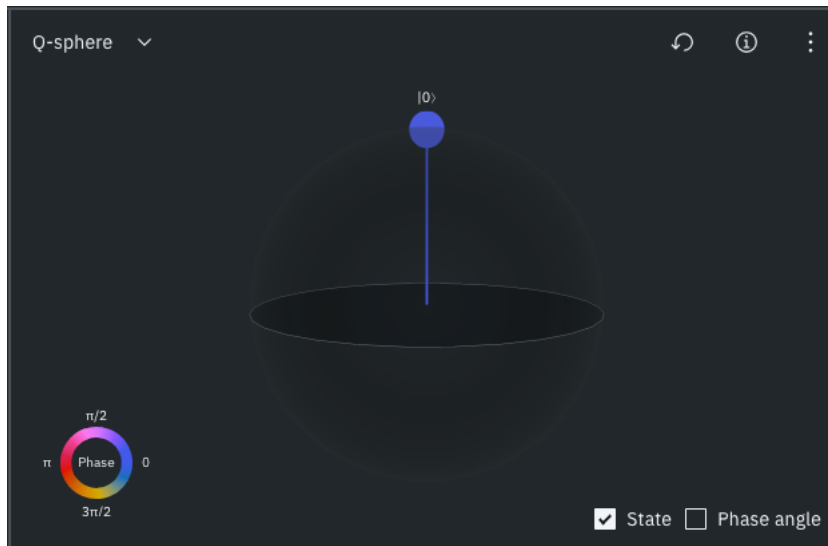 Q-sphere
|0⟩
π/2
π Phase 0
3π/2
State Phase angle